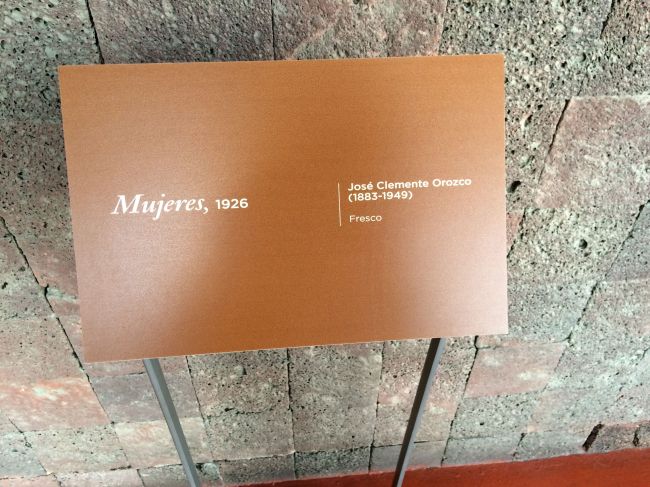 Mujeres, 1926
José Clemente Orozco
(1883-1949)
Fresco